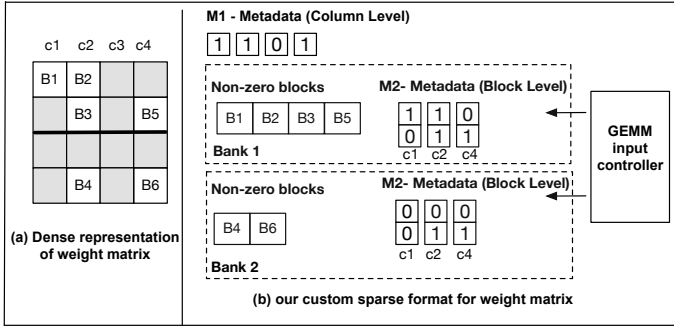 c1 c2 c3 c4
B1 B2
B3 B5
B4 B6
(a) Dense representation
of weight matrix
M1 - Metadata (Column Level)
1 1 0 1
Non-zero blocks
B1 B2 B3 B5
Bank 1
M2- Metadata (Block Level)
1 1 0
0 1 1
c1 c2 c4
Non-zero blocks
B4 B6
Bank 2
M2- Metadata (Block Level)
0 0 0
0 1 1
c1 c2 c4
GEMM
input
controller
(b) our custom sparse format for weight matrix